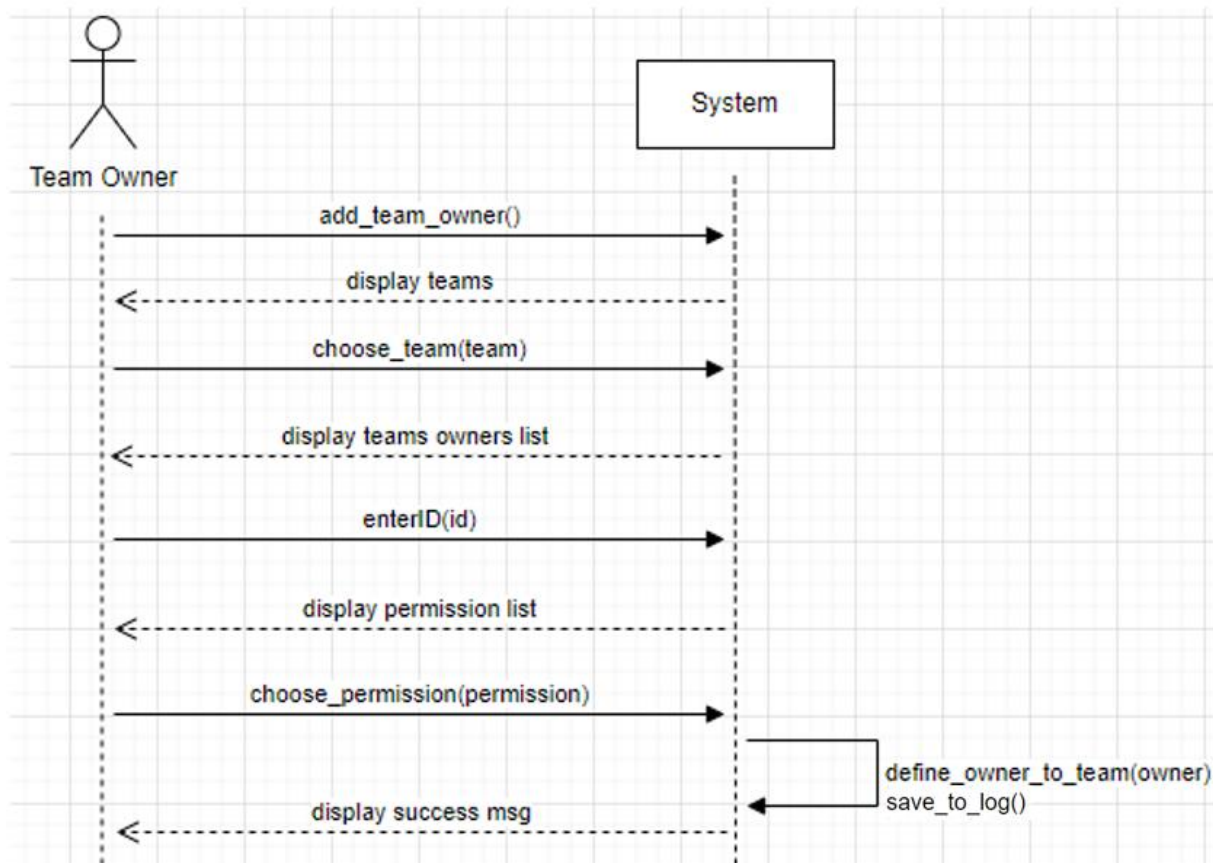 System
Team Owner
add_team_owner()
display teams
choose_team(team)
display teams owners list
enterID(id)
display permission list
choose_permission(permission)
define_owner_to_team(owner)
save_to_log()
display success msg